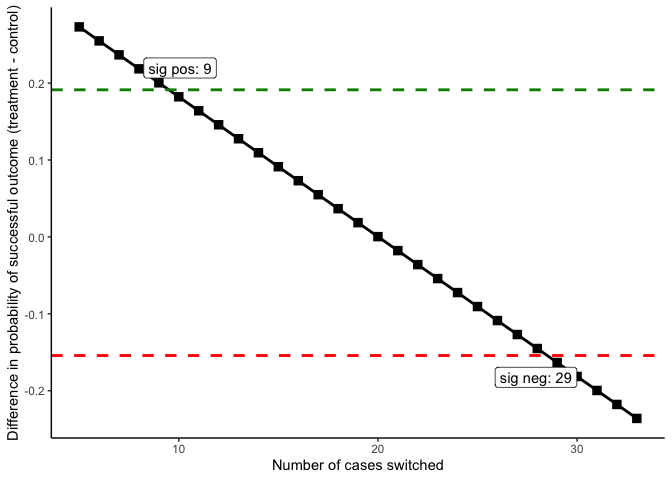 Difference in probability of successful outcome (treatment - control)
0.2
0.1
0.0
-0.1
-0.2
sig pos: 9
sig neg: 29
10
20
30
Number of cases switched